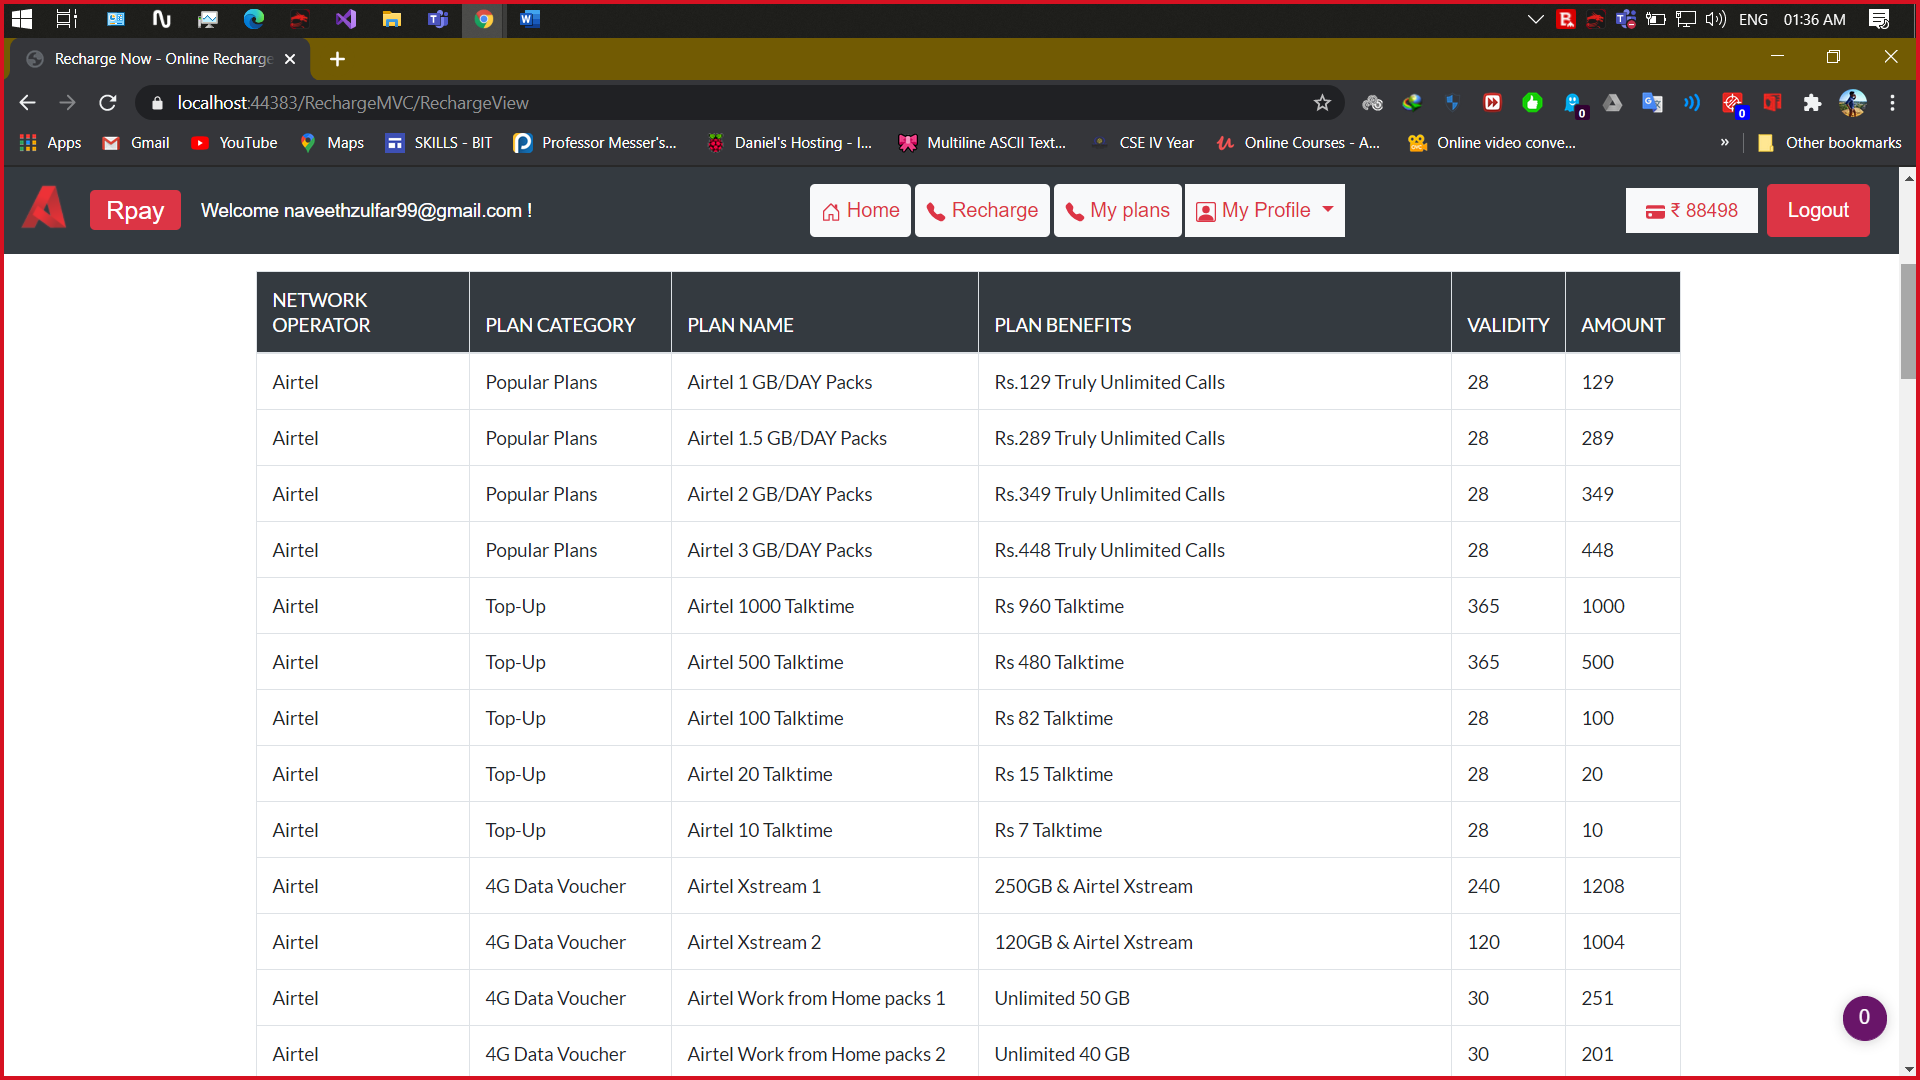 ENG 01:36 AM
Recharge Now - Online Recharge
localhost:44383/RechargeMVC/RechargeView
0 0
Apps Gmail YouTube Maps SKILLS - BIT Professor Messer's... Daniel's Hosting - I... Multiline ASCII Text... CSE IV Year Online Courses - A... Online video conve... » Other bookmarks
Rpay Welcome naveethzulfar99@gmail.com ! Home Recharge My plans My Profile ₹ 88498 Logout
NETWORK
OPERATOR PLAN CATEGORY PLAN NAME PLAN BENEFITS VALIDITY AMOUNT
Airtel Popular Plans Airtel 1 GB/DAY Packs Rs.129 Truly Unlimited Calls 28 129
Airtel Popular Plans Airtel 1.5 GB/DAY Packs Rs.289 Truly Unlimited Calls 28 289
Airtel Popular Plans Airtel 2 GB/DAY Packs Rs.349 Truly Unlimited Calls 28 349
Airtel Popular Plans Airtel 3 GB/DAY Packs Rs.448 Truly Unlimited Calls 28 448
Airtel Top-Up Airtel 1000 Talktime Rs 960 Talktime 365 1000
Airtel Top-Up Airtel 500 Talktime Rs 480 Talktime 365 500
Airtel Top-Up Airtel 100 Talktime Rs 82 Talktime 28 100
Airtel Top-Up Airtel 20 Talktime Rs 15 Talktime 28 20
Airtel Top-Up Airtel 10 Talktime Rs 7 Talktime 28 10
Airtel 4G Data Voucher Airtel Xstream 1 250GB & Airtel Xstream 240 1208
Airtel 4G Data Voucher Airtel Xstream 2 120GB & Airtel Xstream 120 1004
Airtel 4G Data Voucher Airtel Work from Home packs 1 Unlimited 50 GB 30 251
0
Airtel 4G Data Voucher Airtel Work from Home packs 2 Unlimited 40 GB 30 201